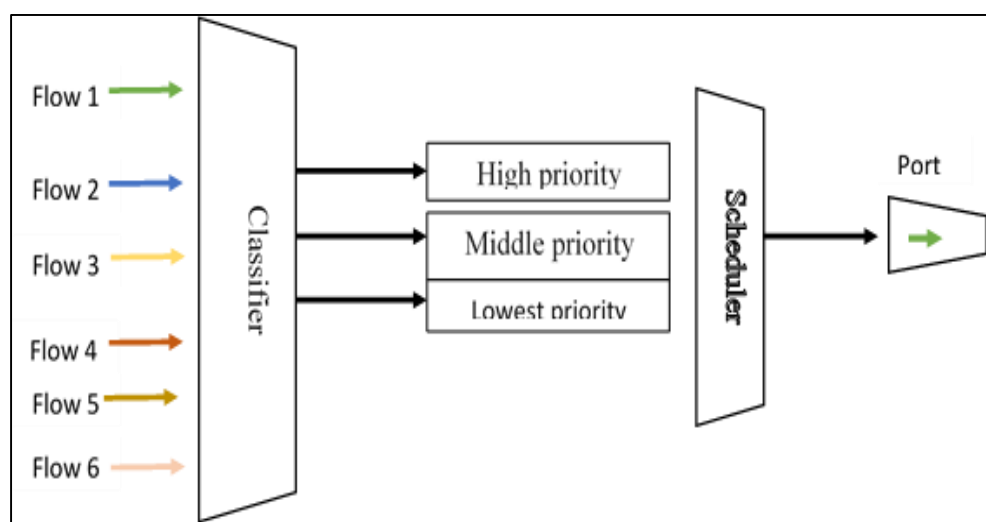 Flow 1
Flow 2
Flow 3
Flow 4
Flow 5
Flow 6
Classifier
High priority
Middle priority
Lowest priority
Scheduler
Port